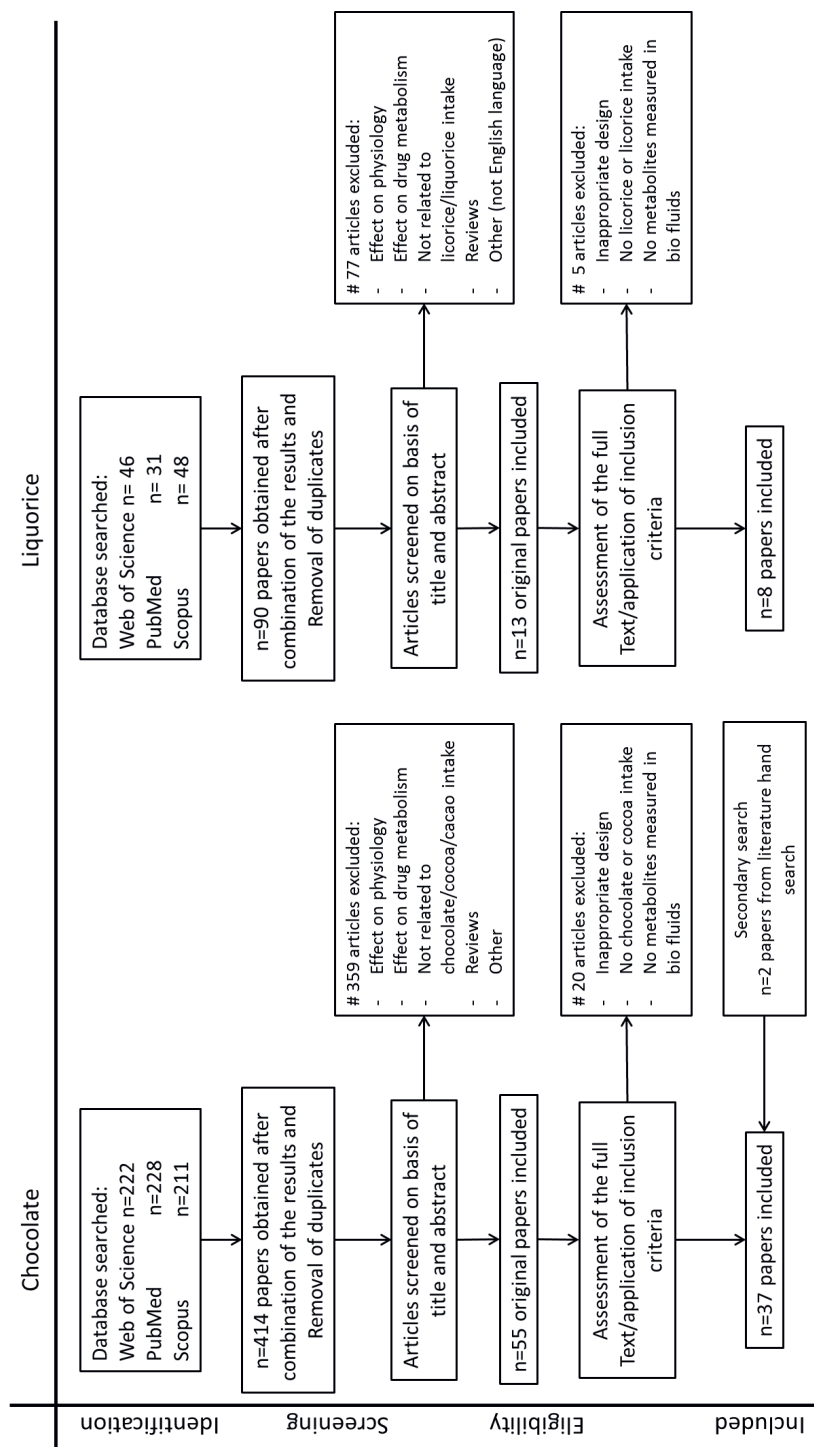 Chocolate
Liquorice
Identification
Screening
Eligibility
Included
Database searched:
Web of Science n=222
PubMed n=228
Scopus n=211
n=414 papers obtained after
combination of the results and
Removal of duplicates
Articles screened on basis of
title and abstract
# 359 articles excluded:
- Effect on physiology
- Effect on drug metabolism
- Not related to
chocolate/cocoa/cacao intake
- Reviews
- Other
n=55 original papers included
Assessment of the full
Text/application of inclusion
criteria
# 20 articles excluded:
- Inappropriate design
- No chocolate or cocoa intake
- No metabolites measured in
bio fluids
Secondary search
n=2 papers from literature hand
search
n=37 papers included
Database searched:
Web of Science n= 46
PubMed n= 31
Scopus n= 48
n=90 papers obtained after
combination of the results and
Removal of duplicates
Articles screened on basis of
title and abstract
# 77 articles excluded:
- Effect on physiology
- Effect on drug metabolism
- Not related to
licorice/liquorice intake
- Reviews
- Other (not English language)
n=13 original papers included
Assessment of the full
Text/application of inclusion
criteria
# 5 articles excluded:
- Inappropriate design
- No licorice or licorice intake
- No metabolites measured in
bio fluids
n=8 papers included